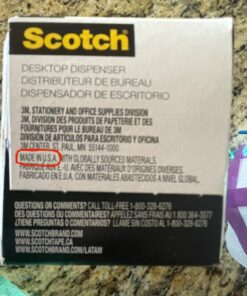 Scotch
DESKTOP DISPENSER
DISTRIBUTEUR DE BUREAU
DISPENSADOR DE ESCRITORIO
3M, STATIONERY AND OFFICE SUPPLIES DIVISION
3M, DIVISION DES PRODUITS DE PAPETERIE ET DES
FOURNITURES POUR LE BUREAU DE 3M
DIVISIÓN DE ARTÍCULOS PARA ESCRITORIO Y OFICINA
3M CENTER, ST. PAUL, MN 55144-1000
MADE IN U.S.A. WITH GLOBALLY SOURCED MATERIALS.
FABRIQUÉ AUX É.-U. AVEC DES MATIÈRES D'ORIGINES DIVERSES.
FABRICADO EN E.U.A. CON MATERIALES ABASTECIDOS A NIVEL GLOBAL.
QUESTIONS OR COMMENTS? CALL TOLL-FREE 1-800-328-6276
DES QUESTIONS OU DES COMMENTAIRES? APPELEZ SANS FRAIS AU 1 800 364-3577
¿TIENE PREGUNTAS O COMENTARIOS? LLAME SIN COSTO AL 1-800-328-6276
WWW.SCOTCHBRAND.COM
WWW.SCOTCHTAPE.CA
WWW.SCOTCHBRAND.COM/LATAM